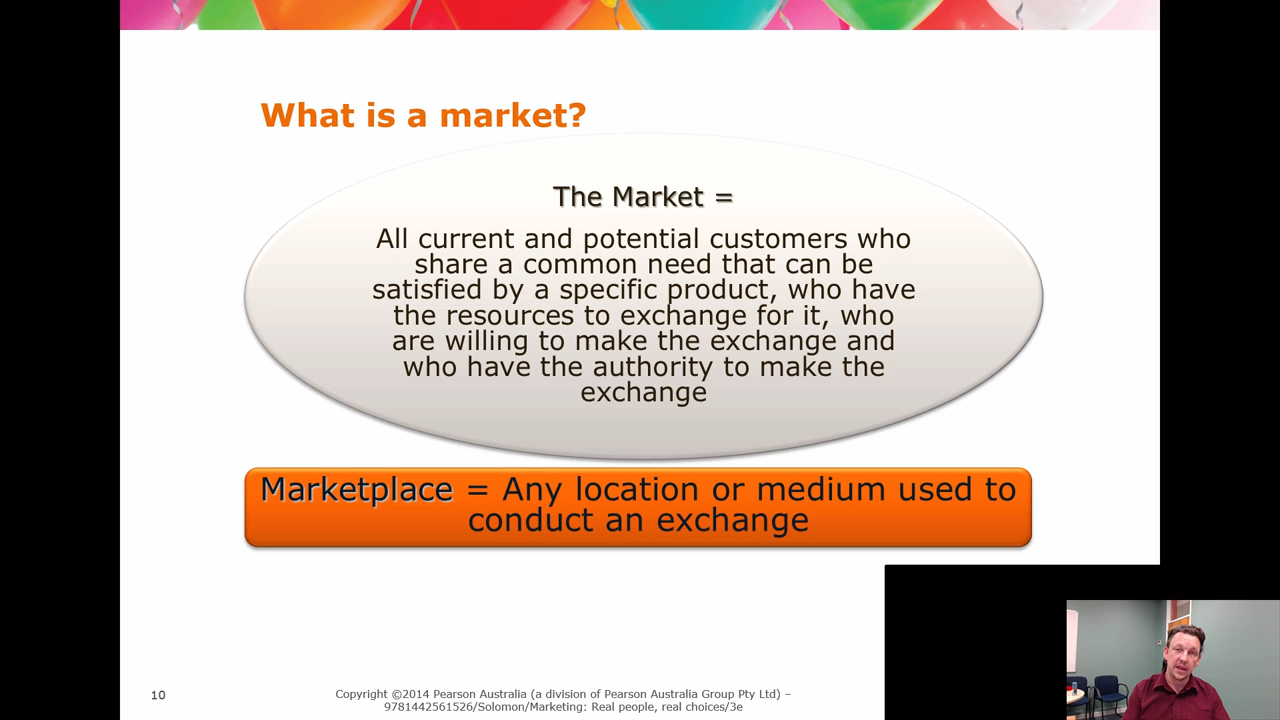 What is a market?
The Market =
All current and potential customers who
share a common need that can be
satisfied by a specific product, who have
the resources to exchange for it, who
are willing to make the exchange and
who have the authority to make the
exchange
Marketplace = Any location or medium used to
conduct an exchange
10
Copyright ©2014 Pearson Australia (a division of Pearson Australia Group Pty Ltd) –
9781442561526/Solomon/Marketing: Real people, real choices/3e